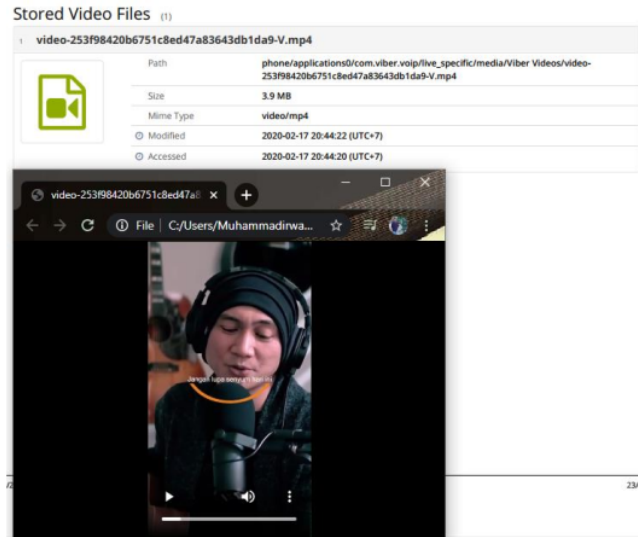 Stored Video Files (1)
1 video-253f98420b6751c8ed47a83643db1da9-V.mp4
Path phone/applications0/com.viber.voip/live_specific/media/Viber Videos/video-
253f98420b6751c8ed47a83643db1da9-V.mp4
Size 3.9 MB
Mime Type video/mp4
Modified 2020-02-17 20:44:22 (UTC+7)
Accessed 2020-02-17 20:44:20 (UTC+7)
video-253f98420b6751c8ed47a8
File C:/Users/Muhammadirwa...
Jangan lupa senyum hari ini
23/